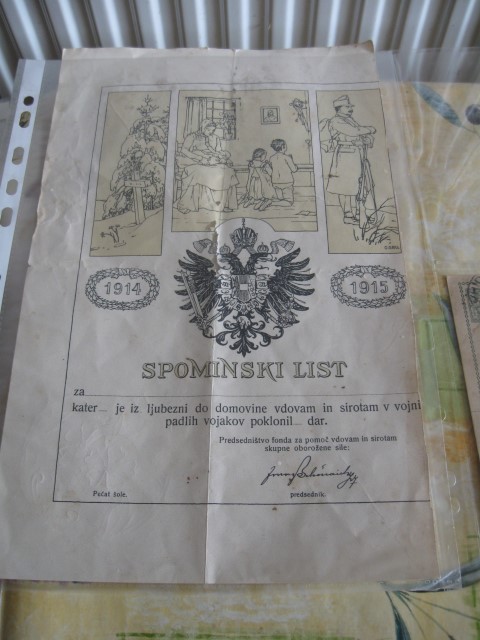 1914
1915
SPOMINSKI LIST
za
kater... je iz ljubezni do domovine vdovam in sirotam v vojni
padlih vojakov poklonil... dar.
Predsedništvo fonda za pomoč vdovam in sirotam
skupne oborožene sile:
Pečat šole.
predsednik.